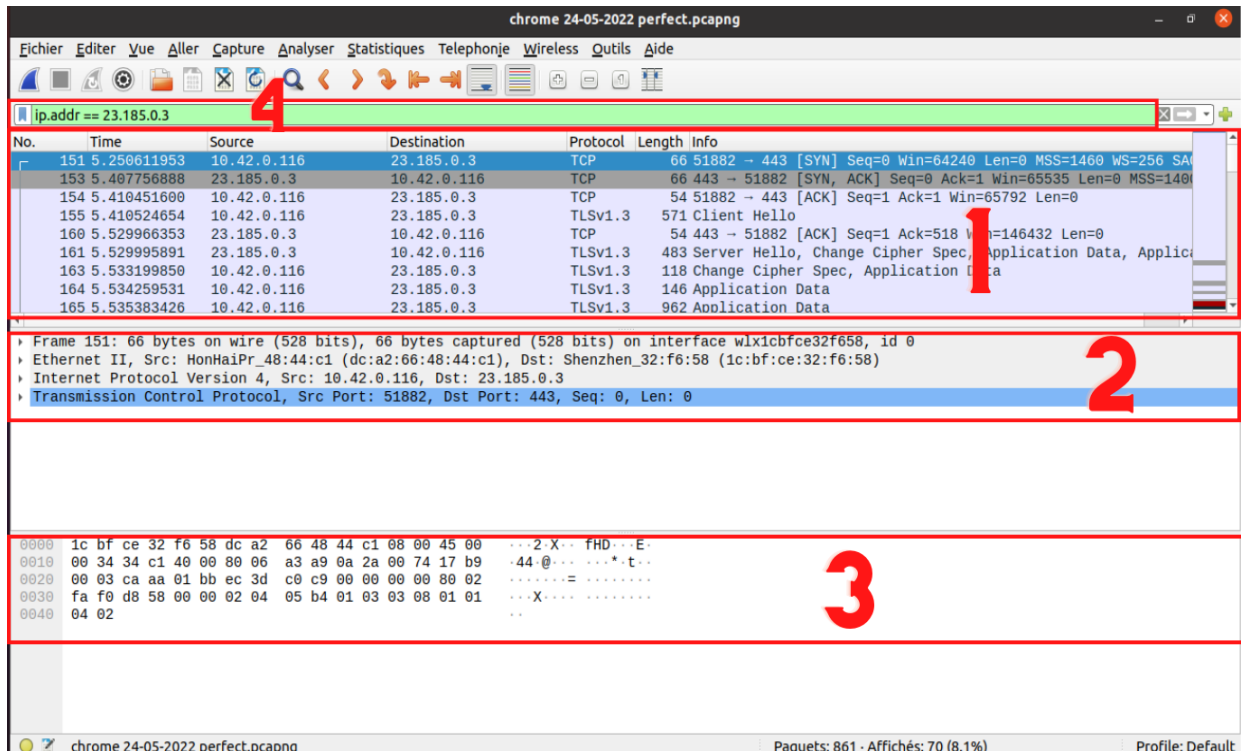 chrome 24-05-2022 perfect.pcapng
Fichier Editer Vue Aller Capture Analyser Statistiques Telephonie Wireless Outils Aide
4
ip.addr == 23.185.0.3
No. Time Source Destination Protocol Length Info
151 5.250611953 10.42.0.116 23.185.0.3 TCP 66 51882 → 443 [SYN] Seq=0 Win=64240 Len=0 MSS=1460 WS=256 SA
153 5.407756888 23.185.0.3 10.42.0.116 TCP 66 443 → 51882 [SYN, ACK] Seq=0 Ack=1 Win=65535 Len=0 MSS=140
154 5.410451600 10.42.0.116 23.185.0.3 TCP 54 51882 → 443 [ACK] Seq=1 Ack=1 Win=65792 Len=0
155 5.410524654 10.42.0.116 23.185.0.3 TLSv1.3 571 Client Hello
160 5.529966353 23.185.0.3 10.42.0.116 TCP 54 443 → 51882 [ACK] Seq=1 Ack=518 Win=146432 Len=0
161 5.529995891 23.185.0.3 10.42.0.116 TLSv1.3 483 Server Hello, Change Cipher Spec, Application Data, Applica
163 5.533199850 10.42.0.116 23.185.0.3 TLSv1.3 118 Change Cipher Spec, Application Data
164 5.534259531 10.42.0.116 23.185.0.3 TLSv1.3 146 Application Data
165 5.535383426 10.42.0.116 23.185.0.3 TLSv1.3 962 Application Data
1
Frame 151: 66 bytes on wire (528 bits), 66 bytes captured (528 bits) on interface wlx1cbfce32f658, id 0
Ethernet II, Src: HonHaiPr_48:44:c1 (dc:a2:66:48:44:c1), Dst: Shenzhen_32:f6:58 (1c:bf:ce:32:f6:58)
Internet Protocol Version 4, Src: 10.42.0.116, Dst: 23.185.0.3
Transmission Control Protocol, Src Port: 51882, Dst Port: 443, Seq: 0, Len: 0
2
0000 1c bf ce 32 f6 58 dc a2 66 48 44 c1 08 00 45 00 ···2·X·· fHD···E·
0010 00 34 34 c1 40 00 80 06 a3 a9 0a 2a 00 74 17 b9 ·44·@··· ···*·t··
0020 00 03 ca aa 01 bb ec 3d c0 c9 00 00 00 00 80 02 ·······= ········
0030 fa f0 d8 58 00 00 02 04 05 b4 01 03 03 08 01 01 ···X···· ········
0040 04 02 ··
3
chrome 24-05-2022 perfect.pcapng Paquets: 861 · Affichés: 70 (8.1%) Profile: Default